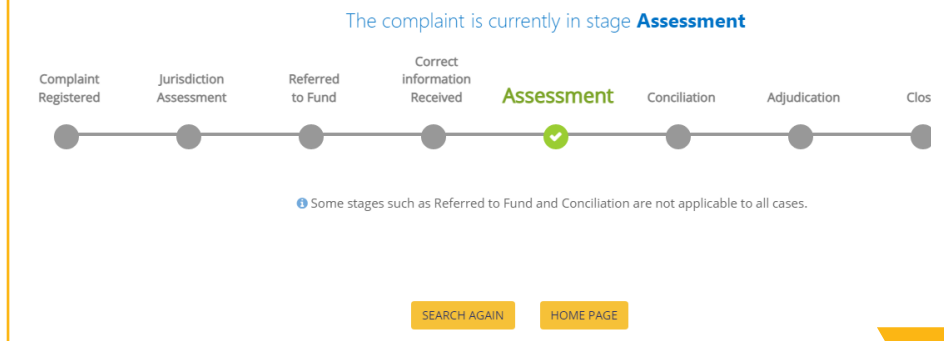 The complaint is currently in stage Assessment
Complaint
Registered
Jurisdiction
Assessment
Referred
to Fund
Correct
information
Received
Assessment
Conciliation
Adjudication
Clos
Some stages such as Referred to Fund and Conciliation are not applicable to all cases.
SEARCH AGAIN
HOME PAGE